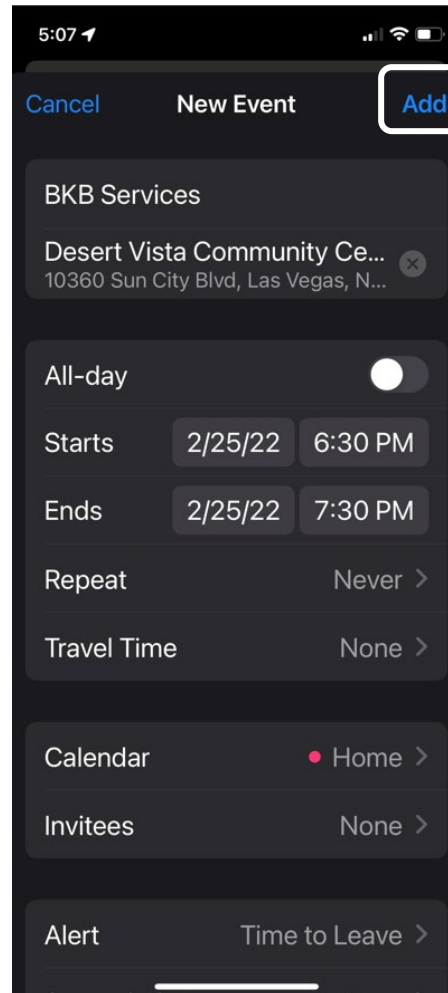 5:07
Cancel New Event Add
BKB Services
Desert Vista Community Ce...
10360 Sun City Blvd, Las Vegas, N...
All-day
Starts 2/25/22 6:30 PM
Ends 2/25/22 7:30 PM
Repeat Never
Travel Time None
Calendar Home
Invitees None
Alert Time to Leave